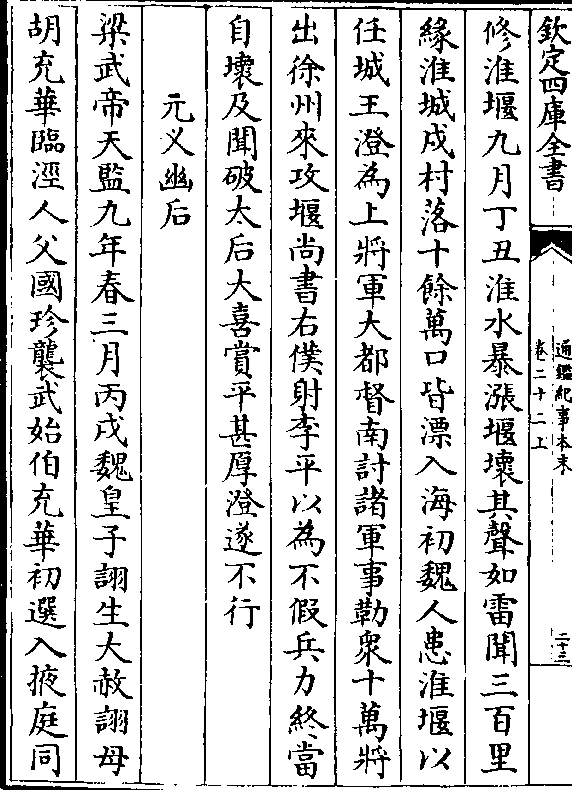 欽定四庫全書
通鑑紀事本末
卷二十二上
二十三
修淮堰九月丁丑淮水暴漲堰壞其聲如雷聞三百里
緣淮城戍村落十餘萬口皆漂入海初魏人患淮堰以
任城王澄為上將軍大都督南討諸軍事勒衆十萬將
出徐州來攻堰尚書右僕射李平以為不假兵力終當
自壞及聞破太后大喜賞平甚厚澄遂不行
元义幽后
梁武帝天監九年春三月丙戌魏皇子詡生大赦詡母
胡充華臨涇人父國珍襲武始伯充華初選入掖庭同